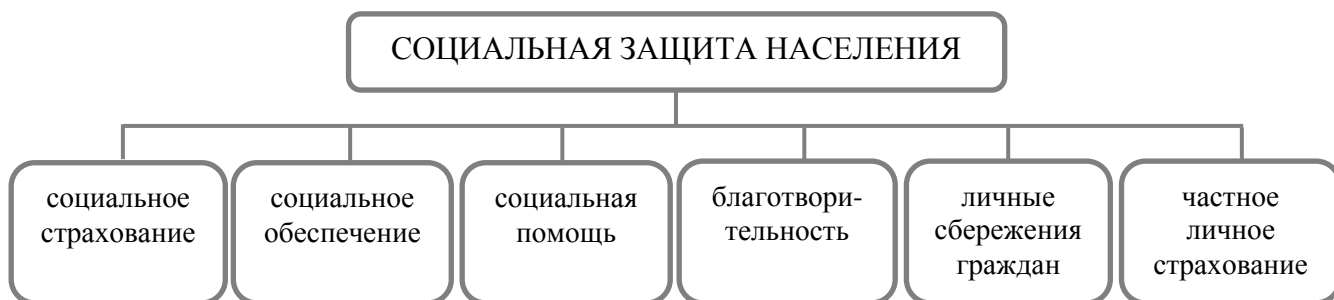 СОЦИАЛЬНАЯ ЗАЩИТА НАСЕЛЕНИЯ
социальное
страхование
социальное
обеспечение
социальная
помощь
благотвори-
тельность
личные
сбережения
граждан
частное
личное
страхование